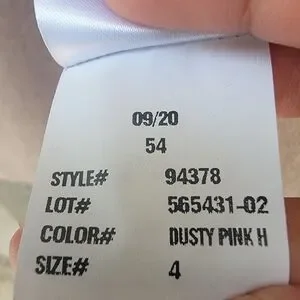 09/20
54
STYLE# 94378
LOT# 565431-02
COLOR# DUSTY PINK H
SIZE# 4